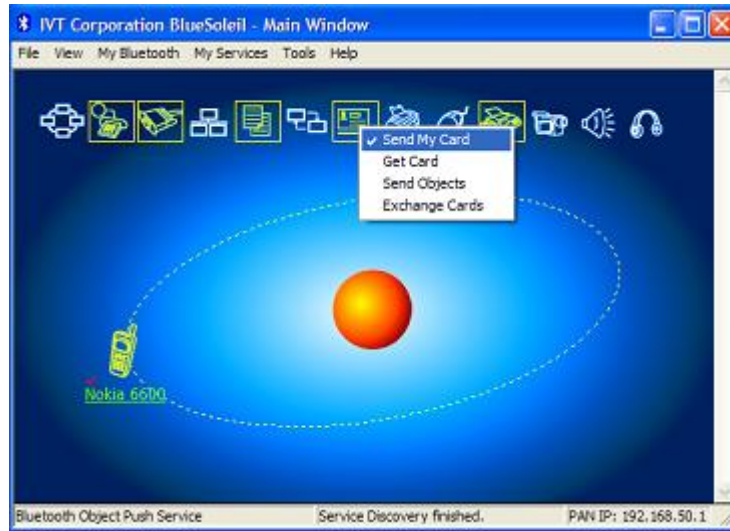 IVT Corporation BlueSoleil - Main Window
File View My Bluetooth My Services Tools Help
Send My Card
Get Card
Send Objects
Exchange Cards
Nokia 6600
Bluetooth Object Push Service Service Discovery finished. PAN IP: 192.168.50.1